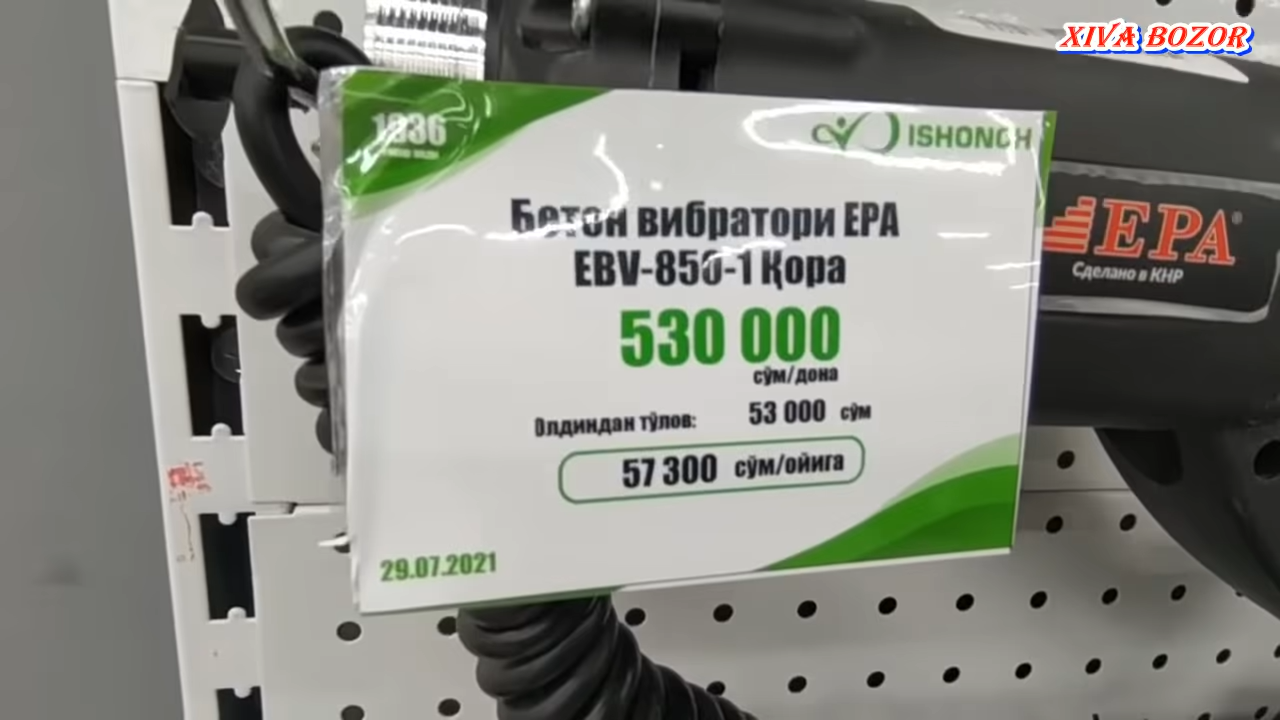 XIVA BOZOR
1936
ISHONCH
Бетон вибратори EPA
EBV-850-1 Қора
530 000
сўм/дона
Олдиндан тўлов: 53 000 сўм
57 300 сўм/ойига
29.07.2021
EPA®
Сделано в КНР